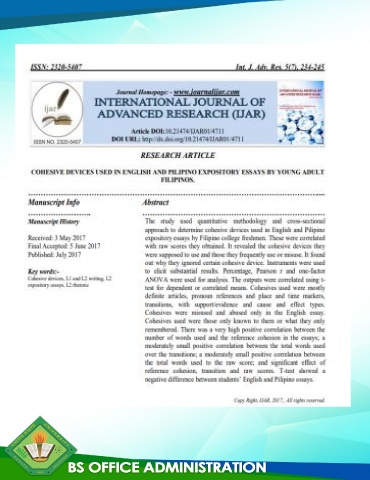 ISSN: 2320-5407 Int. J. Adv. Res. 5(7), 234-245
Journal Homepage: - www.journalijar.com
INTERNATIONAL JOURNAL OF
ADVANCED RESEARCH (IJAR)
Article DOI:10.21474/IJAR01/4711
DOI URL: http://dx.doi.org/10.21474/IJAR01/4711
ijar
ISSN NO. 2320-5407
RESEARCH ARTICLE
COHESIVE DEVICES USED IN ENGLISH AND PILIPINO EXPOSITORY ESSAYS BY YOUNG ADULT
FILIPINOS.
Manuscript Info Abstract
Manuscript History
Received: 3 May 2017
Final Accepted: 5 June 2017
Published: July 2017
Key words:-
Cohesive devices, L1 and L2 writing, L2
expository essays, L2 rhetoric
The study used quantitative methodology and cross-sectional
approach to determine cohesive devices used in English and Pilipino
expository essays by Filipino college freshmen. These were correlated
with raw scores they obtained. It revealed the cohesive devices they
were supposed to use and those they frequently use or misuse. It found
out why they ignored certain cohesive device. Instruments were used
to elicit substantial results. Percentage, Pearson r and one-factor
ANOVA were used for analysis. The outputs were correlated using t-
test for dependent or correlated means. Cohesives used were mostly
definite articles, pronoun references and place and time markers,
transitions, with support/evidence and cause and effect types.
Cohesives were misused and abused only in the English essay.
Cohesives used were those only known to them or what they only
remembered. There was a very high positive correlation between the
number of words used and the reference cohesion in the essays; a
moderately small positive correlation between the total words used
over the transitions; a moderately small positive correlation between
the total words used to the raw score; and significant effect of
reference cohesion, transition and raw scores. T-test showed a
negative difference between students' English and Pilipino essays.
Copy Right, IJAR, 2017,. All rights reserved.
BS OFFICE ADMINISTRATION